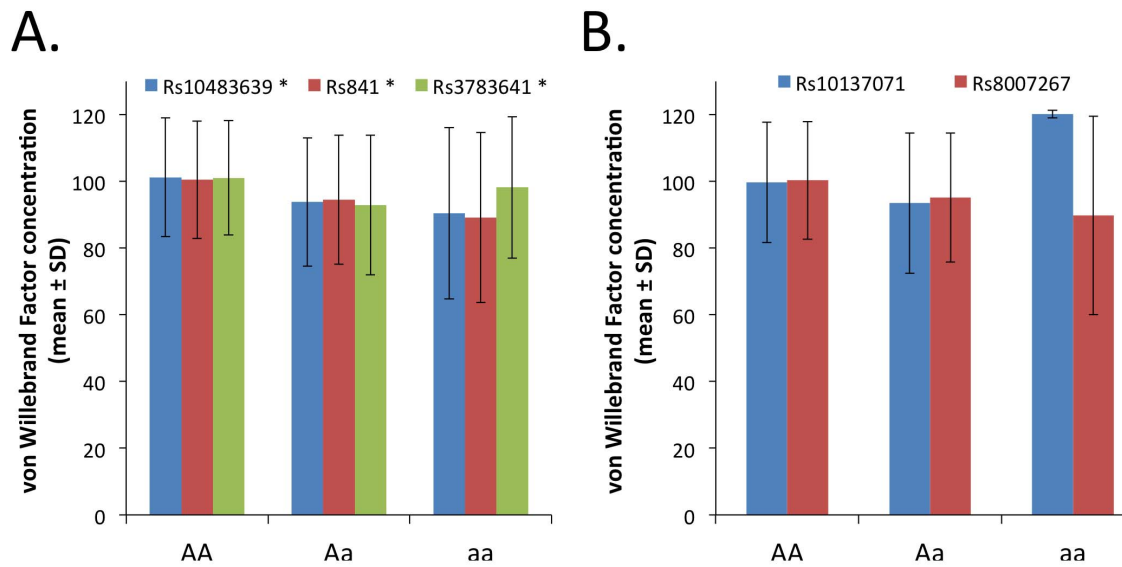 A.
Rs10483639 * Rs841 * Rs3783641 *
von Willebrand Factor concentration
(mean ± SD)
120
100
80
60
40
20
0
AA Aa aa
B.
Rs10137071 Rs8007267
von Willebrand Factor concentration
(mean ± SD)
120
100
80
60
40
20
0
AA Aa aa